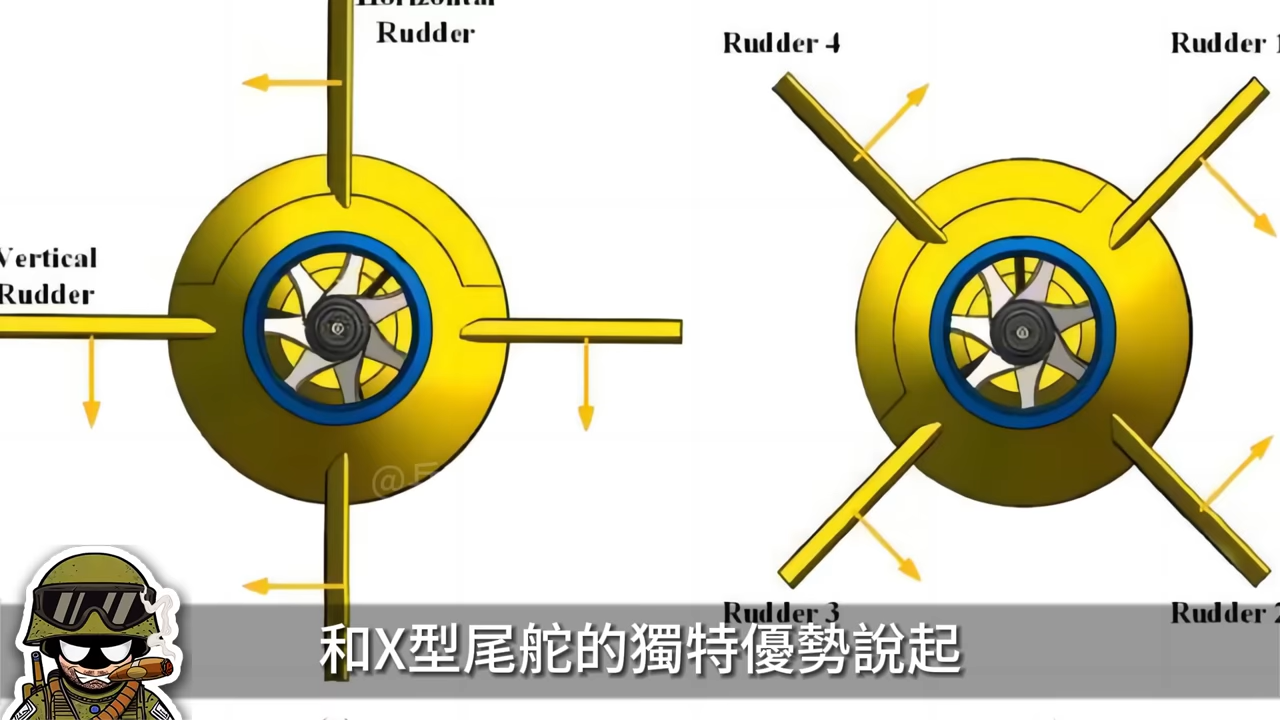 Horizontal
Rudder
Vertical
Rudder
Rudder 4
Rudder 1
Rudder 3
Rudder 2
和X型尾舵的獨特優勢說起